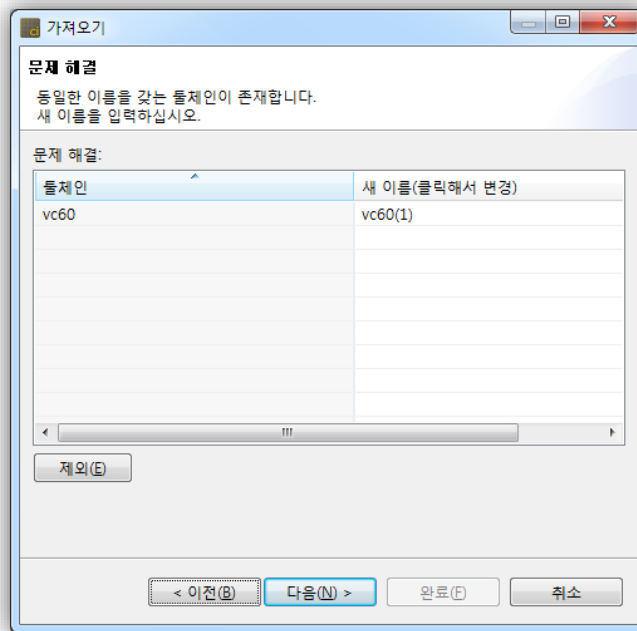 가져오기
문제 해결
동일한 이름을 갖는 툴체인이 존재합니다.
새 이름을 입력하십시오.
문제 해결:
툴체인 새 이름(클릭해서 변경)
vc60 vc60(1)
제외(E)
< 이전(B) 다음(N) > 완료(F) 취소